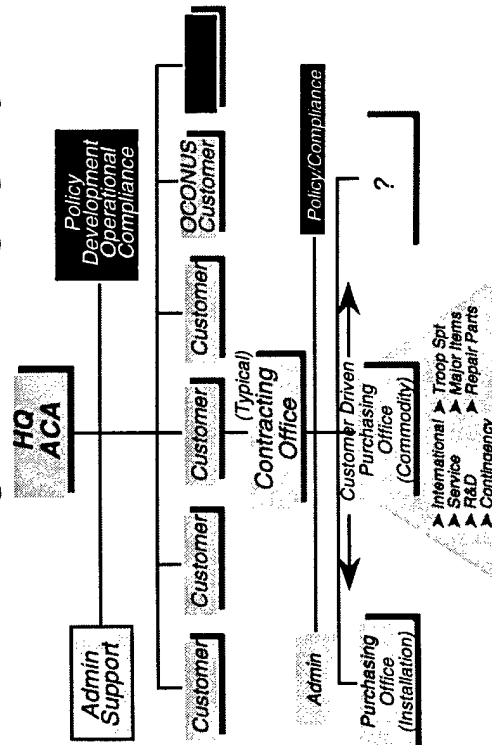 HQ
ACA
Admin
Support
Policy
Development
Operational
Compliance
Customer
Customer
Customer
Customer
OCONUS
Customer
(Typical)
Contracting
Office
Admin
Policy/Compliance
Customer Driven
Purchasing
Office
(Installation)
Purchasing
Office
(Commodity)
?
➤ International
➤ Service
➤ R&D
➤ Contingency
➤ Troop Spt
➤ Major Items
➤ Repair Parts